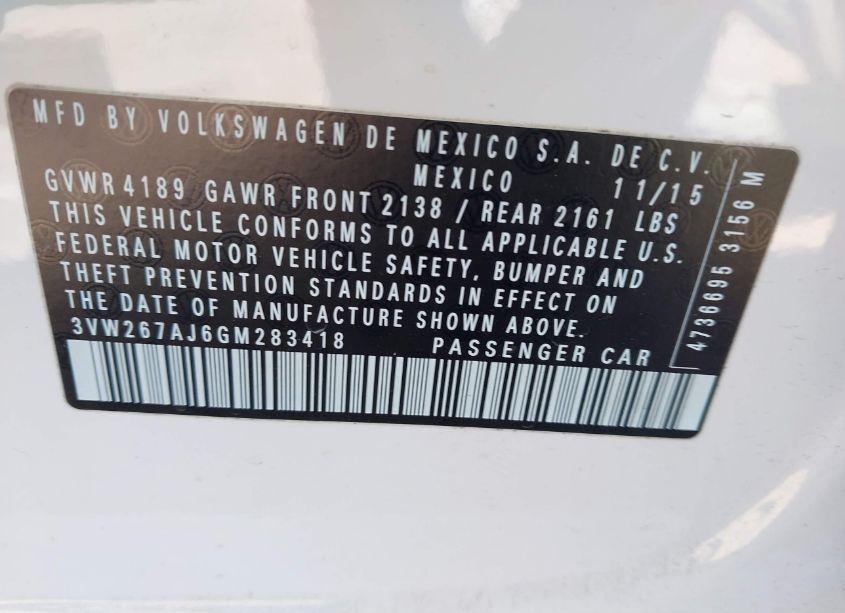 MFD BY VOLKSWAGEN DE MEXICO S.A. DE C.V.
MEXICO 11/15
GVWR 4189 GAWR FRONT 2138 / REAR 2161 LBS
THIS VEHICLE CONFORMS TO ALL APPLICABLE U.S.
FEDERAL MOTOR VEHICLE SAFETY, BUMPER AND
THEFT PREVENTION STANDARDS IN EFFECT ON
THE DATE OF MANUFACTURE SHOWN ABOVE.
3VW267AJ6GM283418 PASSENGER CAR
4736695 3156 M